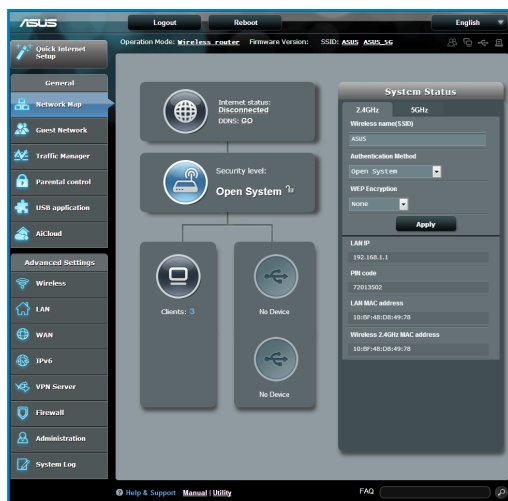 ASUS
Logout
Reboot
English
Quick Internet
Setup
Operation Mode: Wireless router Firmware Version: SSID: ASUS ASUS_5G
General
Network Map
Guest Network
Traffic Manager
Parental control
USB application
AiCloud
Advanced Settings
Wireless
LAN
WAN
IPv6
VPN Server
Firewall
Administration
System Log
Internet status:
Disconnected
DDNS: GO
Security level:
Open System
Clients: 3
No Device
No Device
System Status
2.4GHz 5GHz
Wireless name(SSID)
ASUS
Authentication Method
Open System
WEP Encryption
None
Apply
LAN IP
192.168.1.1
PIN code
72013502
LAN MAC address
10:BF:48:D8:49:78
Wireless 2.4GHz MAC address
10:BF:48:D8:49:78
Help & Support Manual | Utility
FAQ